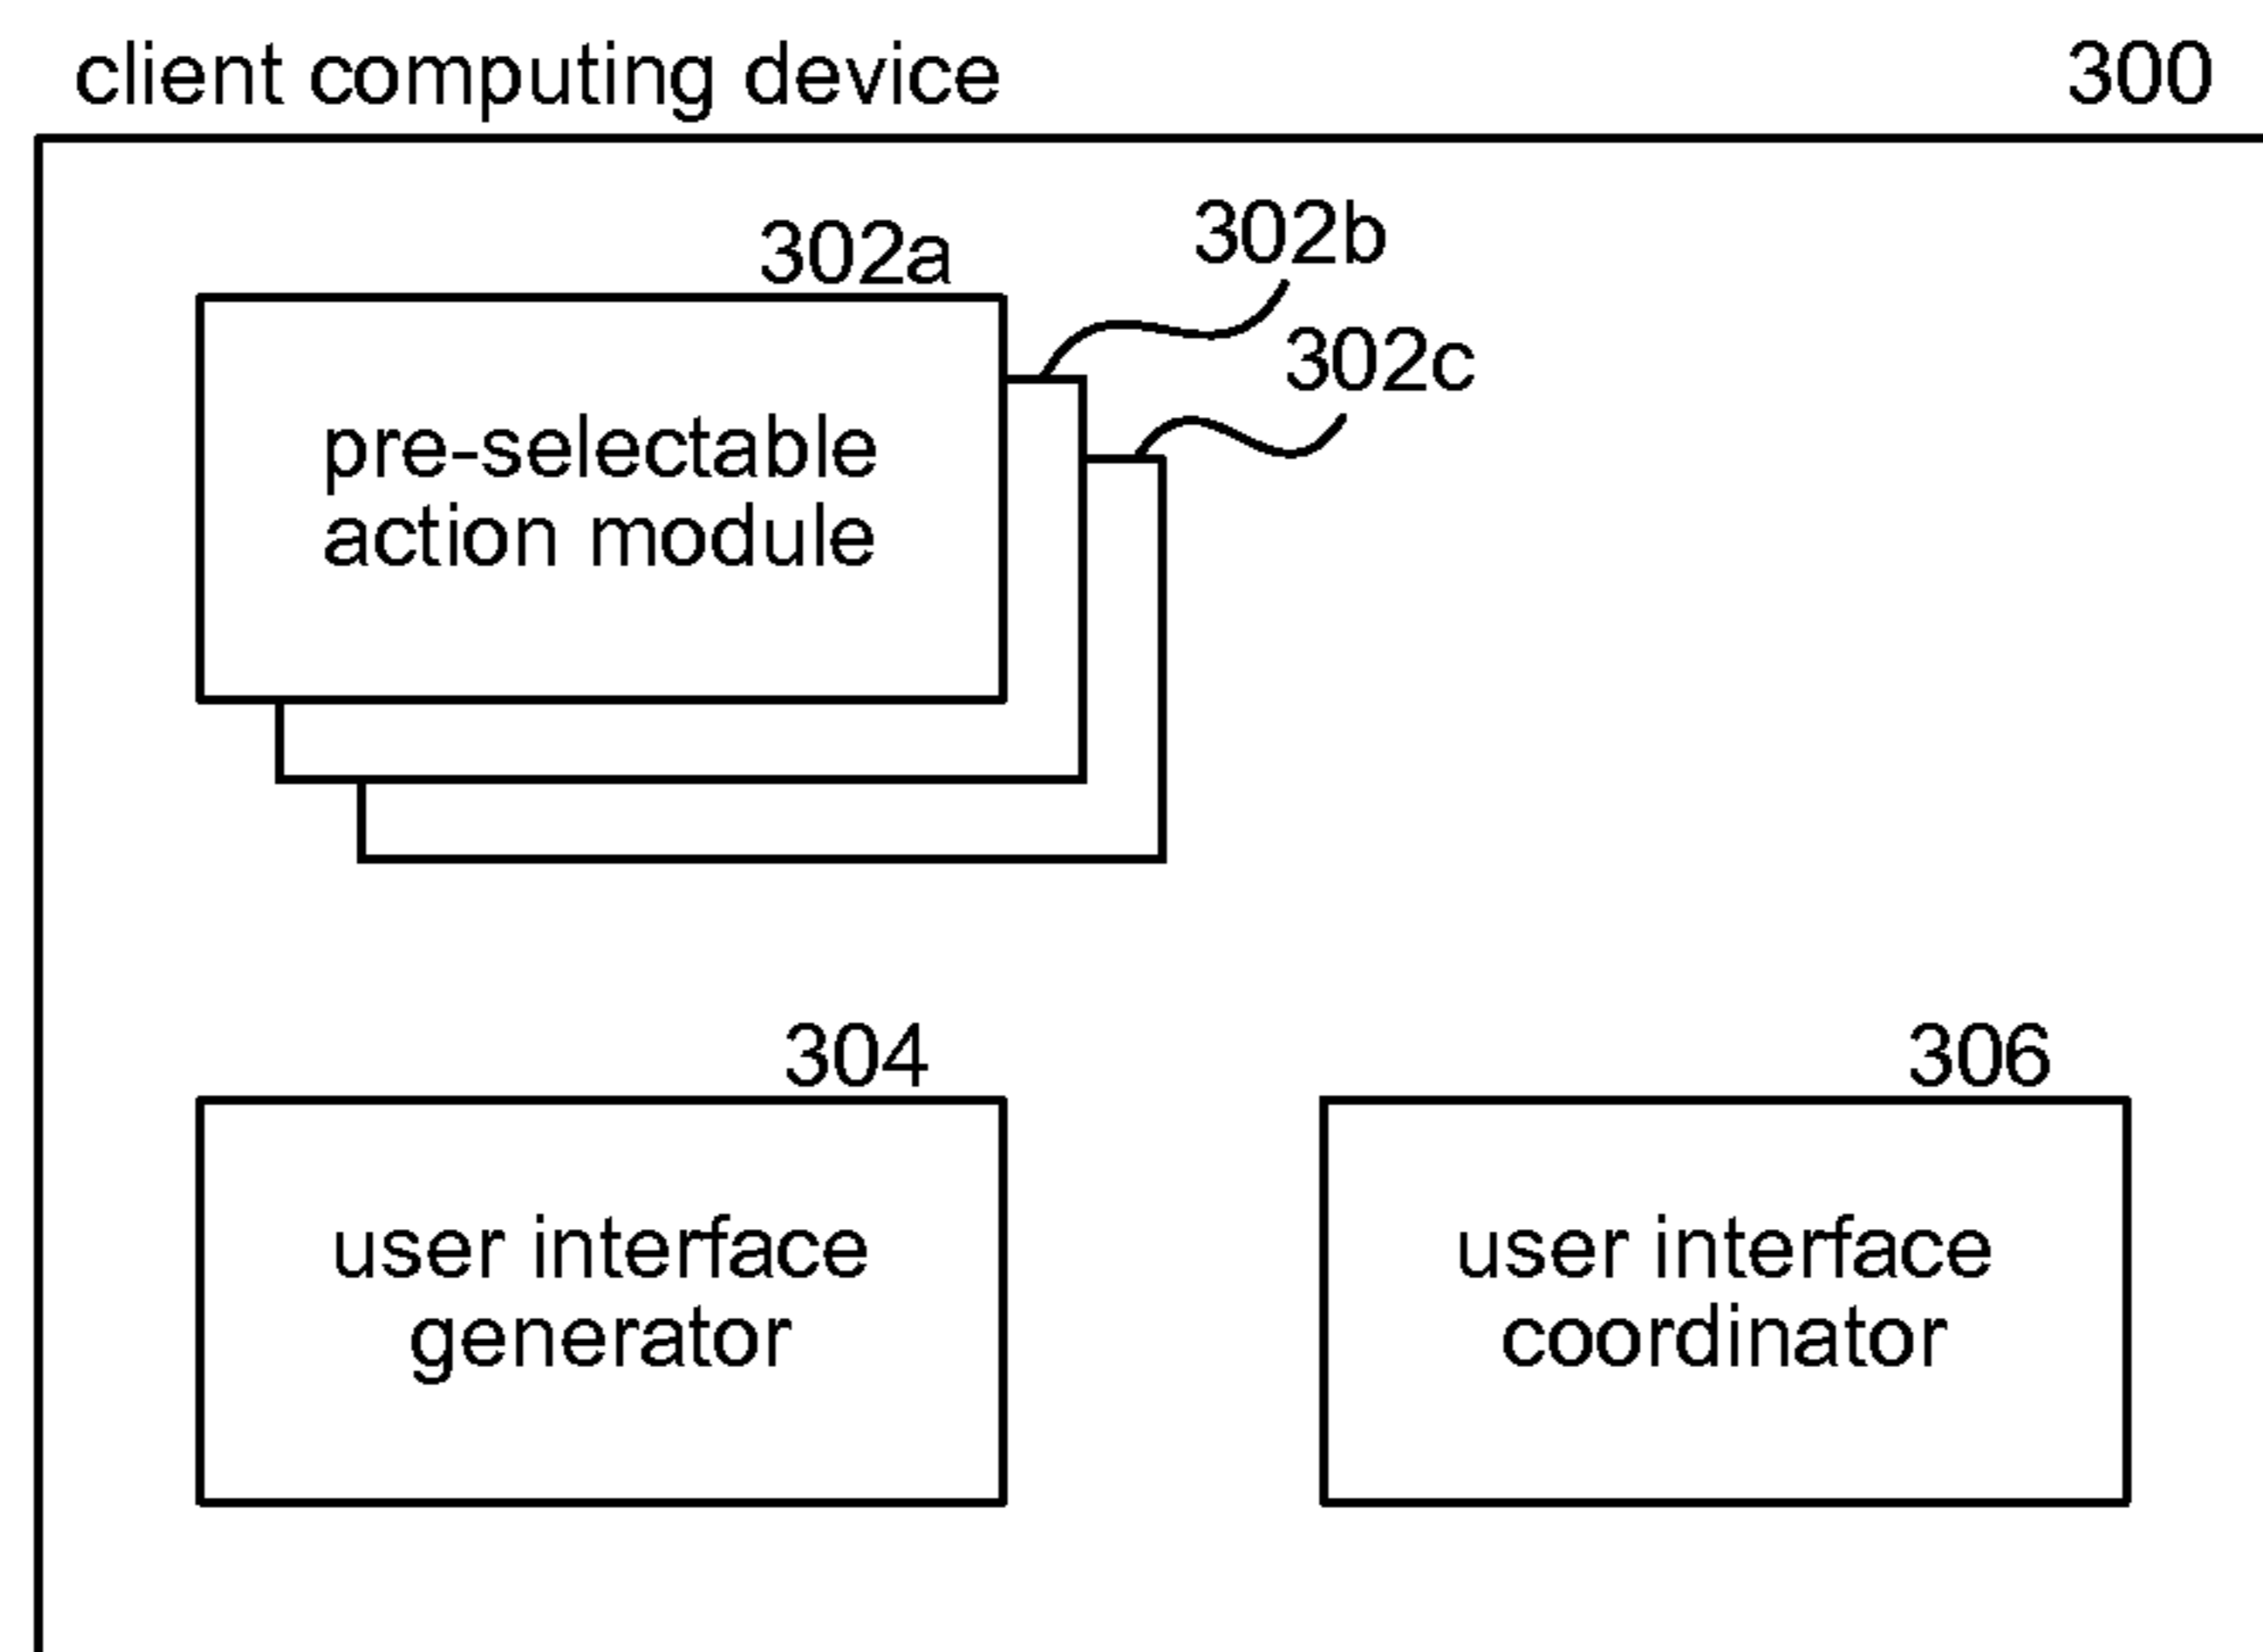 client computing device
300
302a
302b
302c
pre-selectable
action module
304
user interface
generator
306
user interface
coordinator